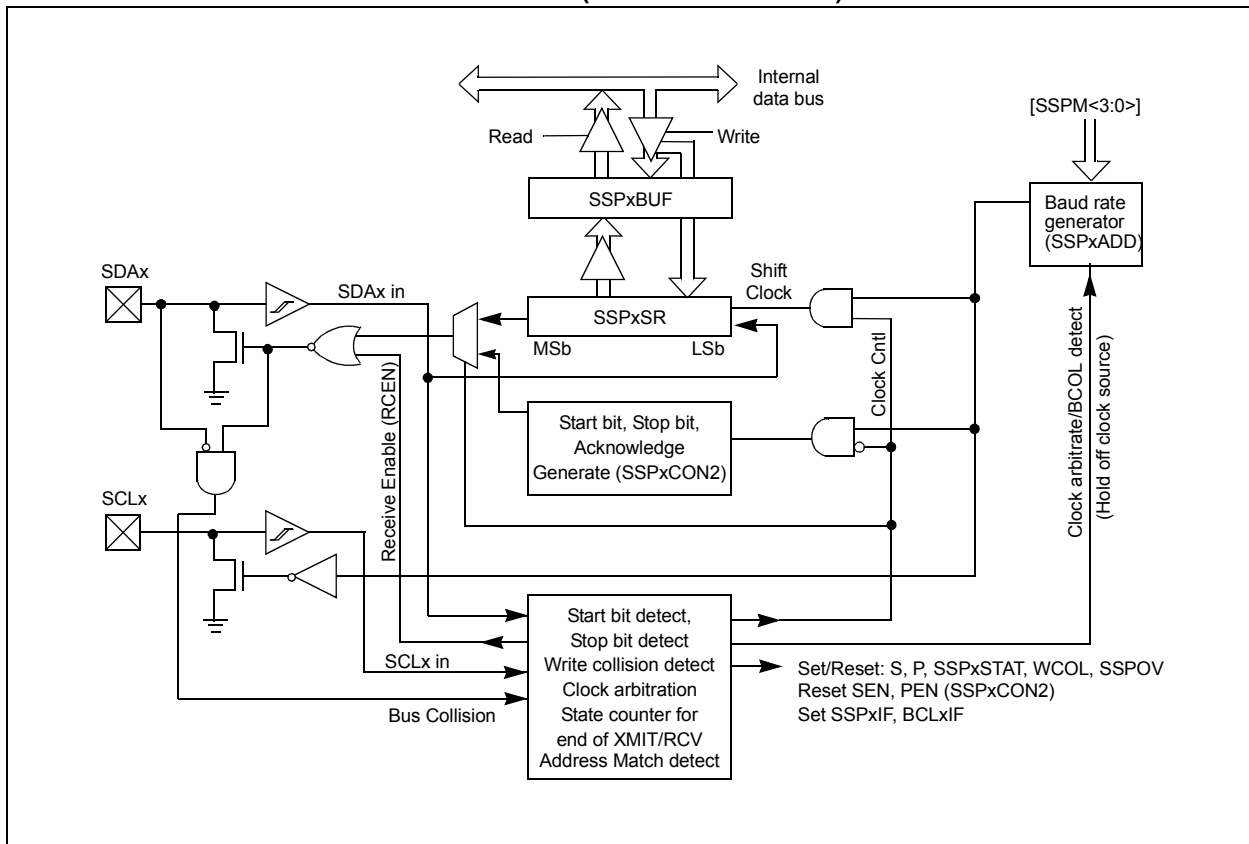 Internal
data bus
[SSPM<3:0>]
Read
Write
SSPxBUF
Baud rate
generator
(SSPxADD)
SDAx
SDAx in
Shift
Clock
SSPxSR
MSb
LSb
Receive Enable (RCEN)
Clock Cntl
Clock arbitrate/BCOL detect
(Hold off clock source)
Start bit, Stop bit,
Acknowledge
Generate (SSPxCON2)
SCLx
SCLx in
Bus Collision
Start bit detect,
Stop bit detect
Write collision detect
Clock arbitration
State counter for
end of XMIT/RCV
Address Match detect
Set/Reset: S, P, SSPxSTAT, WCOL, SSPOV
Reset SEN, PEN (SSPxCON2)
Set SSPxIF, BCLxIF